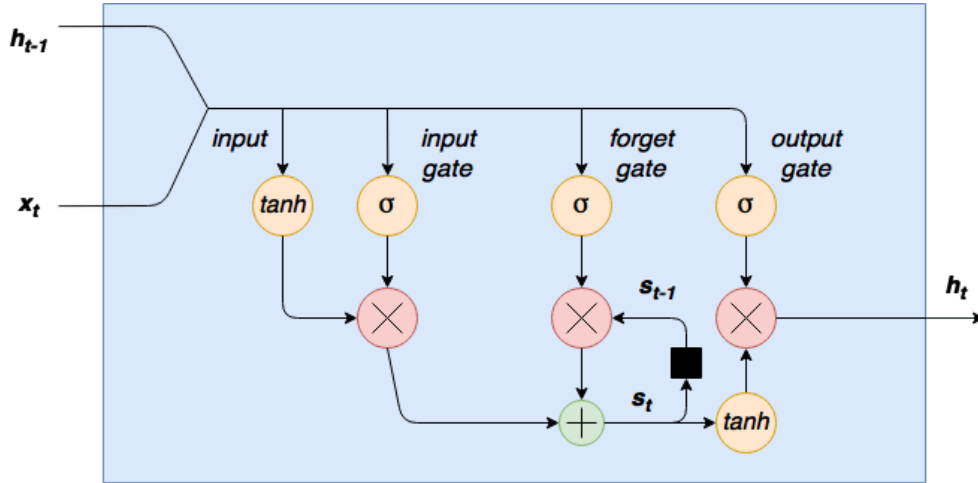 h_{t-1}
x_t
input
input
gate
forget
gate
output
gate
tanh
σ
σ
σ
s_{t-1}
h_t
s_t
tanh